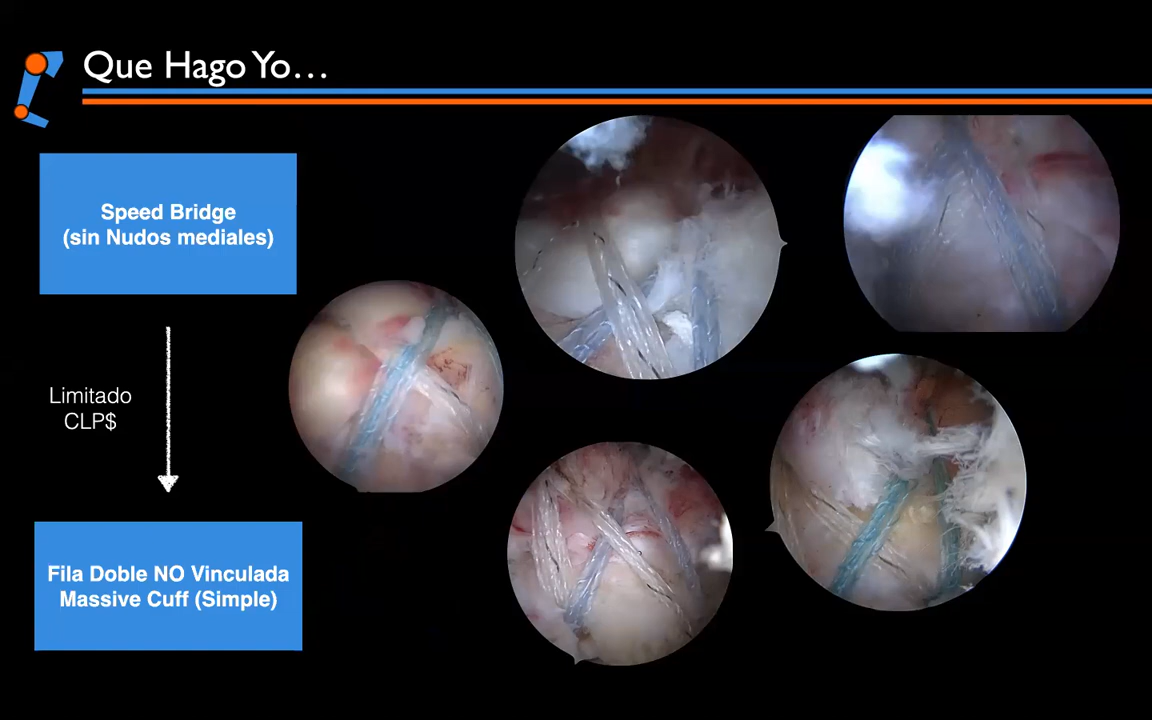 Que Hago Yo…
Speed Bridge
(sin Nudos mediales)
Limitado
CLP$
Fila Doble NO Vinculada
Massive Cuff (Simple)